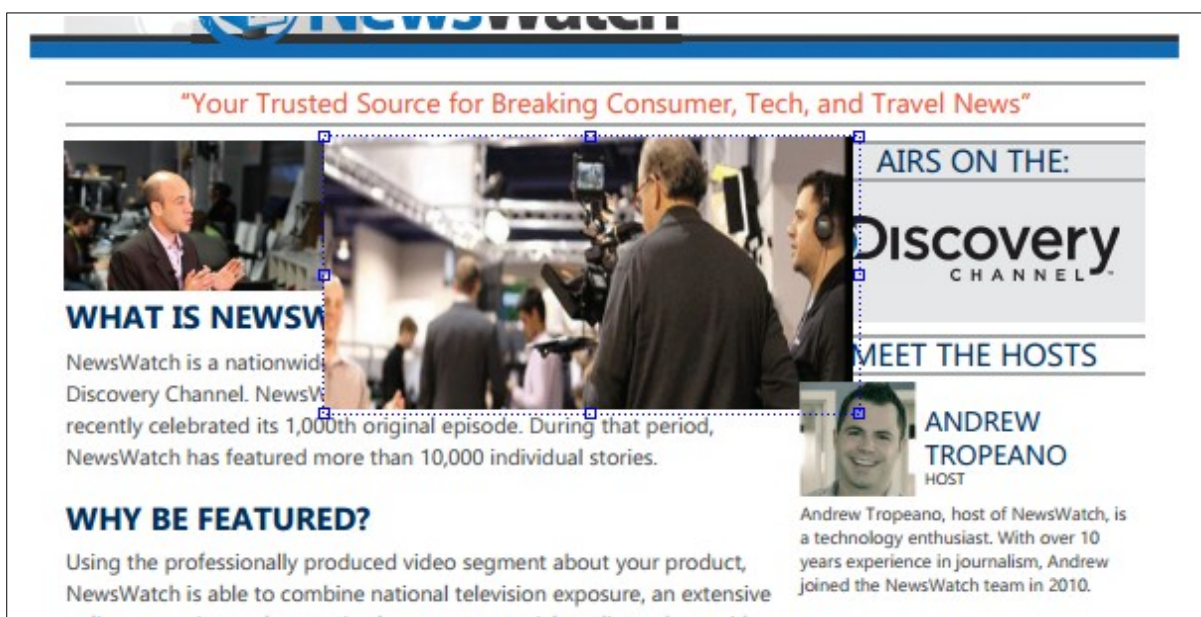 NewsWatch
“Your Trusted Source for Breaking Consumer, Tech, and Travel News”
AIRS ON THE:
Discovery
CHANNEL
WHAT IS NEWSW
NewsWatch is a nationwid
Discovery Channel. NewsW
recently celebrated its 1,000th original episode. During that period,
NewsWatch has featured more than 10,000 individual stories.
WHY BE FEATURED?
Using the professionally produced video segment about your product,
NewsWatch is able to combine national television exposure, an extensive
MEET THE HOSTS
ANDREW
TROPEANO
HOST
Andrew Tropeano, host of NewsWatch, is
a technology enthusiast. With over 10
years experience in journalism, Andrew
joined the NewsWatch team in 2010.